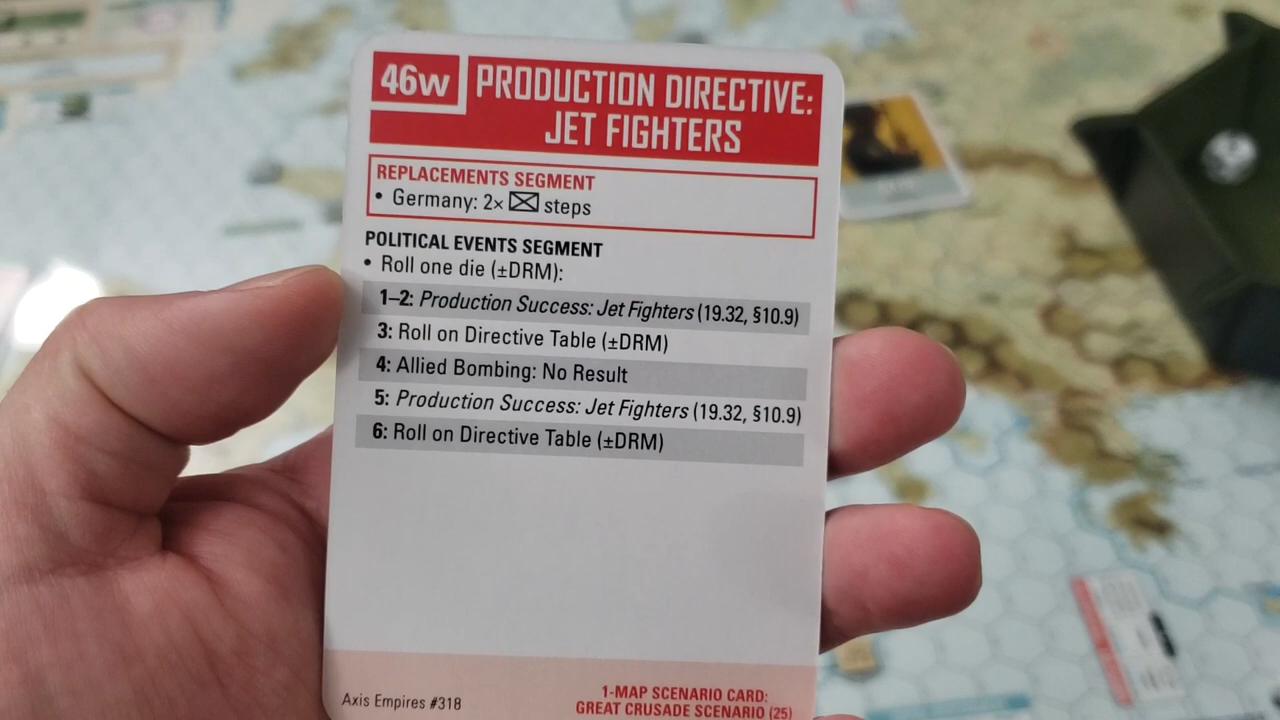 46w
PRODUCTION DIRECTIVE:
JET FIGHTERS
REPLACEMENTS SEGMENT
• Germany: 2× steps
POLITICAL EVENTS SEGMENT
• Roll one die (±DRM):
1–2: Production Success: Jet Fighters (19.32, §10.9)
3: Roll on Directive Table (±DRM)
4: Allied Bombing: No Result
5: Production Success: Jet Fighters (19.32, §10.9)
6: Roll on Directive Table (±DRM)
Axis Empires #318
1-MAP SCENARIO CARD:
GREAT CRUSADE SCENARIO (25)